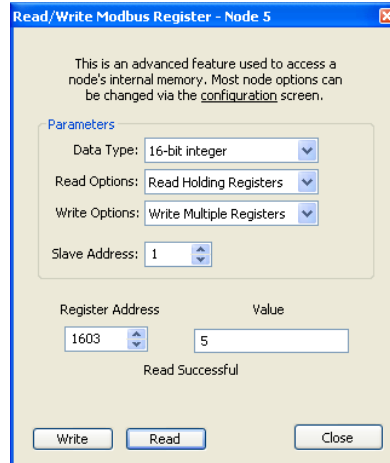 Read/Write Modbus Register - Node 5
This is an advanced feature used to access a
node's internal memory. Most node options can
be changed via the configuration screen.
Parameters
Data Type: 16-bit integer
Read Options: Read Holding Registers
Write Options: Write Multiple Registers
Slave Address: 1
Register Address Value
1603 5
Read Successful
Write Read Close